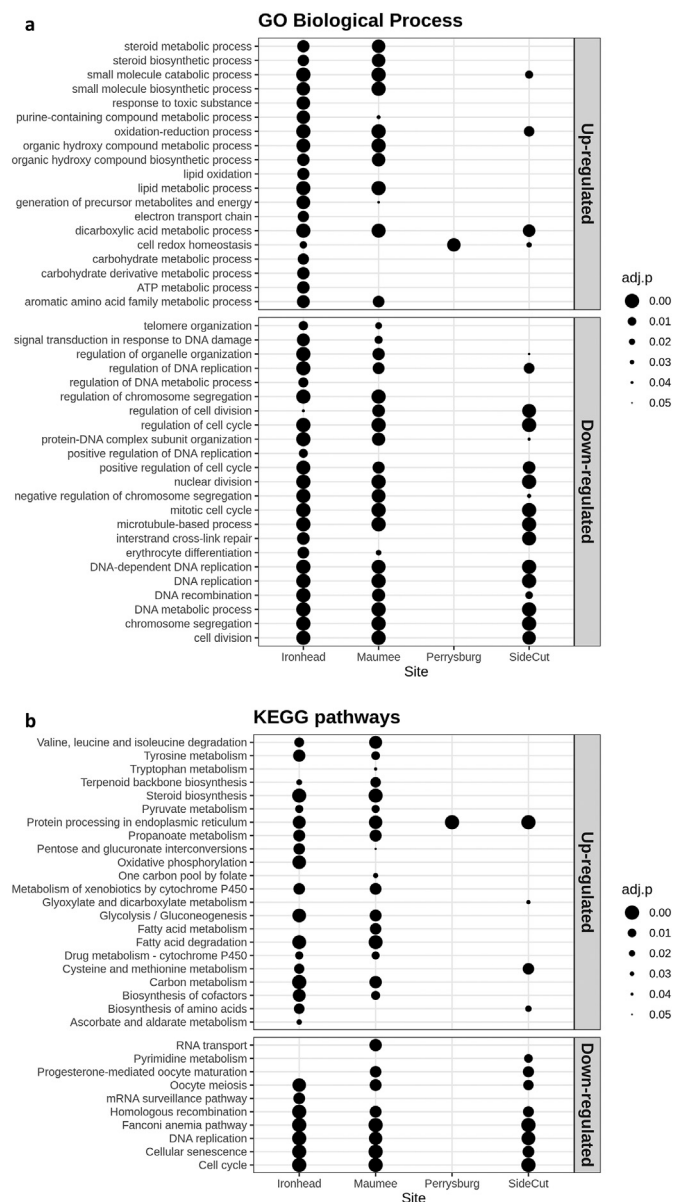 a
GO Biological Process
steroid metabolic process
steroid biosynthetic process
small molecule catabolic process
small molecule biosynthetic process
response to toxic substance
purine-containing compound metabolic process
oxidation-reduction process
organic hydroxy compound metabolic process
organic hydroxy compound biosynthetic process
lipid oxidation
lipid metabolic process
generation of precursor metabolites and energy
electron transport chain
dicarboxylic acid metabolic process
cell redox homeostasis
carbohydrate metabolic process
carbohydrate derivative metabolic process
ATP metabolic process
aromatic amino acid family metabolic process
Up-regulated
telomere organization
signal transduction in response to DNA damage
regulation of organelle organization
regulation of DNA replication
regulation of DNA metabolic process
regulation of chromosome segregation
regulation of cell division
regulation of cell cycle
protein-DNA complex subunit organization
positive regulation of DNA replication
positive regulation of cell cycle
nuclear division
negative regulation of chromosome segregation
mitotic cell cycle
microtubule-based process
interstrand cross-link repair
erythrocyte differentiation
DNA-dependent DNA replication
DNA replication
DNA recombination
DNA metabolic process
chromosome segregation
cell division
Down-regulated
Ironhead Maumee Perrysburg SideCut
Site
adj.p
0.00
0.01
0.02
0.03
0.04
0.05
b
KEGG pathways
Valine, leucine and isoleucine degradation
Tyrosine metabolism
Tryptophan metabolism
Terpenoid backbone biosynthesis
Steroid biosynthesis
Pyruvate metabolism
Protein processing in endoplasmic reticulum
Propanoate metabolism
Pentose and glucuronate interconversions
Oxidative phosphorylation
One carbon pool by folate
Metabolism of xenobiotics by cytochrome P450
Glyoxylate and dicarboxylate metabolism
Glycolysis / Gluconeogenesis
Fatty acid metabolism
Fatty acid degradation
Drug metabolism - cytochrome P450
Cysteine and methionine metabolism
Carbon metabolism
Biosynthesis of cofactors
Biosynthesis of amino acids
Ascorbate and aldarate metabolism
Up-regulated
RNA transport
Pyrimidine metabolism
Progesterone-mediated oocyte maturation
Oocyte meiosis
mRNA surveillance pathway
Homologous recombination
Fanconi anemia pathway
DNA replication
Cellular senescence
Cell cycle
Down-regulated
Ironhead Maumee Perrysburg SideCut
Site
adj.p
0.00
0.01
0.02
0.03
0.04
0.05